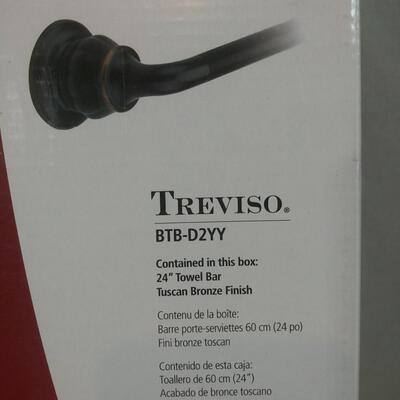 TREVISO®
BTB-D2YY
Contained in this box:
24" Towel Bar
Tuscan Bronze Finish
Contenu de la boîte:
Barre porte-serviettes 60 cm (24 po)
Fini bronze toscan
Contenido de esta caja:
Toallero de 60 cm (24")
Acabado de bronce toscano